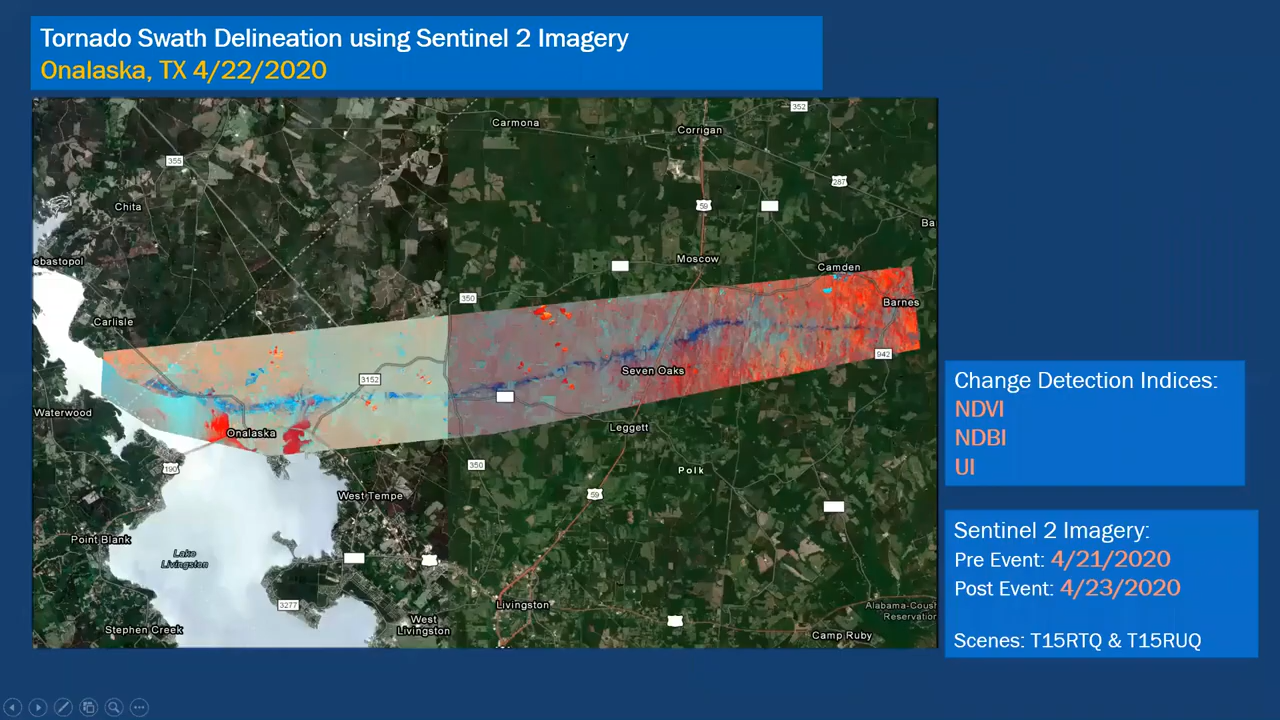 Tornado Swath Delineation using Sentinel 2 Imagery
Onalaska, TX 4/22/2020
352
Carmona
Corrigan
355
287
Chita
59
Ba
Moscow
ebastopol
Camden
350
Barnes
Carlisle
942
Seven Oaks
3152
Waterwood
Leggett
Onalaska
190
350
Polk
West Tempe
59
Point Blank
Lake
Livingston
Livingston
3277
Alabama-Coush
Reservation
West
Livingston
Stephen Creek
Camp Ruby
Change Detection Indices:
NDVI
NDBI
UI
Sentinel 2 Imagery:
Pre Event: 4/21/2020
Post Event: 4/23/2020
Scenes: T15RTQ & T15RUQ